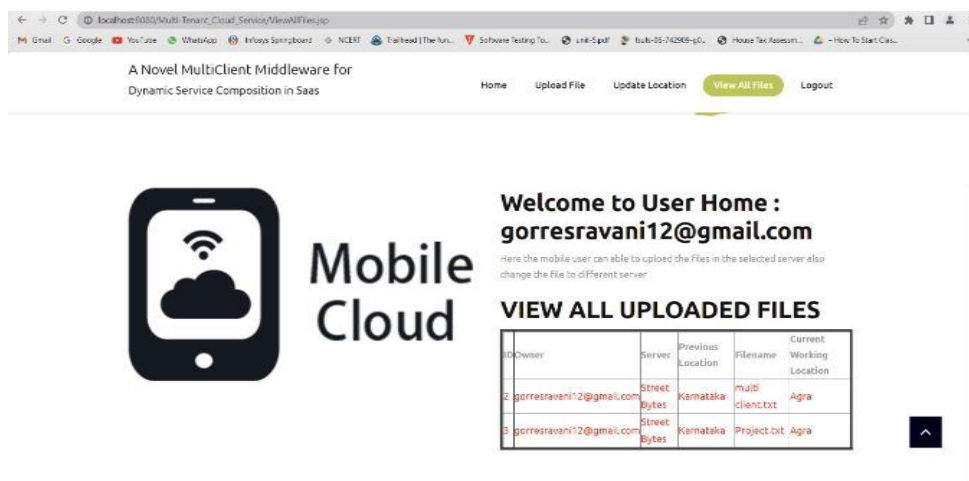 localhost:8080/Multi-Tenant_Cloud_Service/ViewAllFiles.jsp
Gmail Google YouTube WhatsApp Infosys Springboard NCERT Trailhead | The fun... Software Testing Tu... unit-5.pdf House Tax Assessm... – How To Start Clas...
A Novel MultiClient Middleware for
Dynamic Service Composition in Saas
Home Upload File Update Location View All Files Logout
Mobile
Cloud
Welcome to User Home :
gorresravani12@gmail.com
Here the mobile user can able to upload the files in the selected server also
change the file to different server
VIEW ALL UPLOADED FILES
ID Owner Server Previous Location Filename Current Working Location
2 gorresravani12@gmail.com Street Bytes Karnataka multi client.txt Agra
3 gorresravani12@gmail.com Street Bytes Karnataka Project.txt Agra